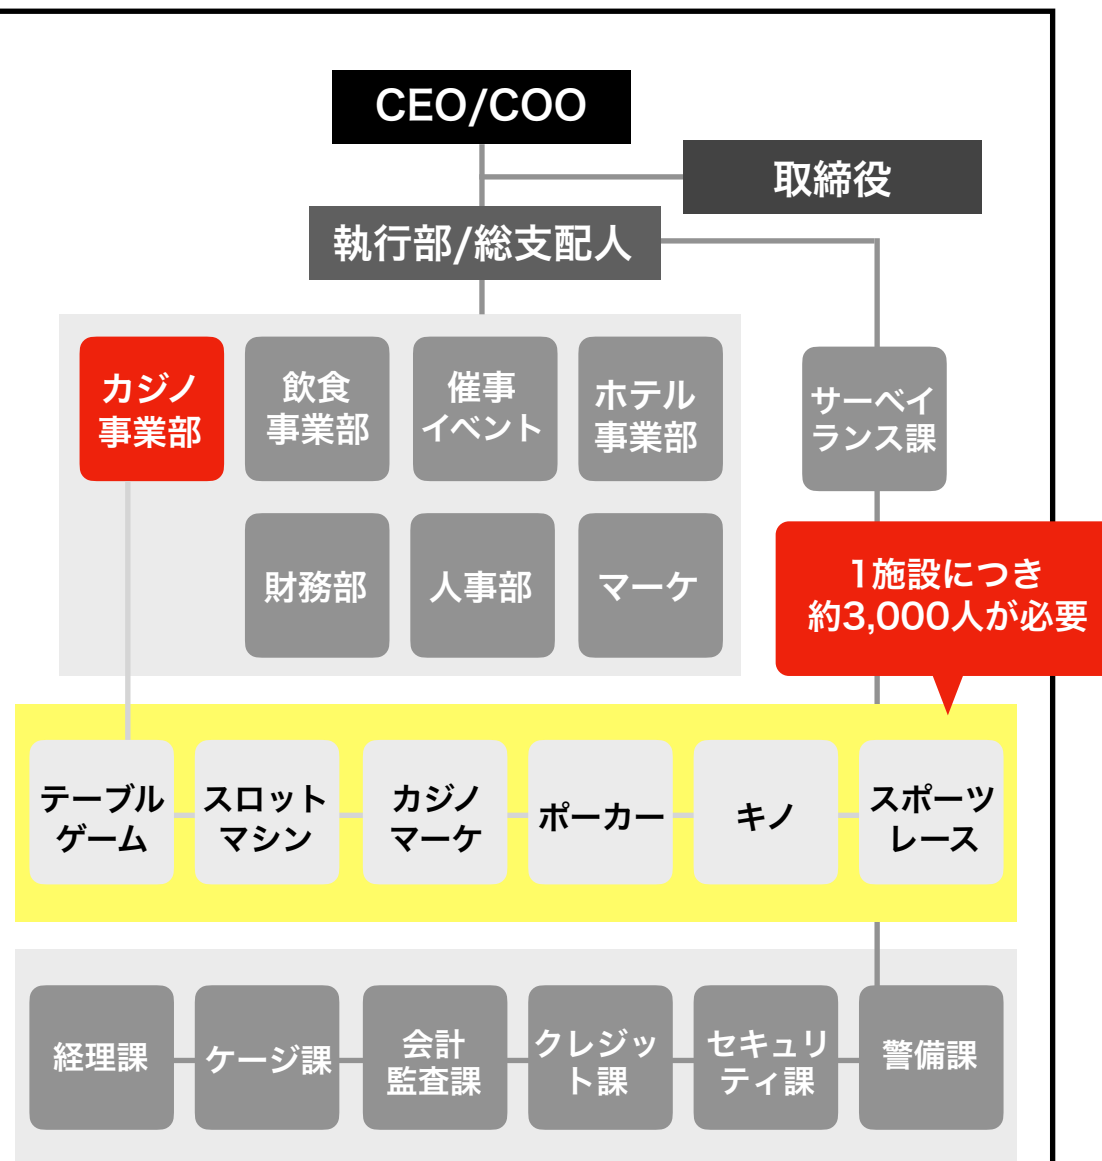 CEO/COO
取締役
執行部/総支配人
カジノ
事業部
飲食
事業部
催事
イベント
ホテル
事業部
サーベイ
ランス課
財務部
人事部
マーケ
1施設につき
約3,000人が必要
テーブル
ゲーム
スロット
マシン
カジノ
マーケ
ポーカー
キノ
スポーツ
レース
経理課
ケージ課
会計
監査課
クレジッ
ト課
セキュリ
ティ課
警備課